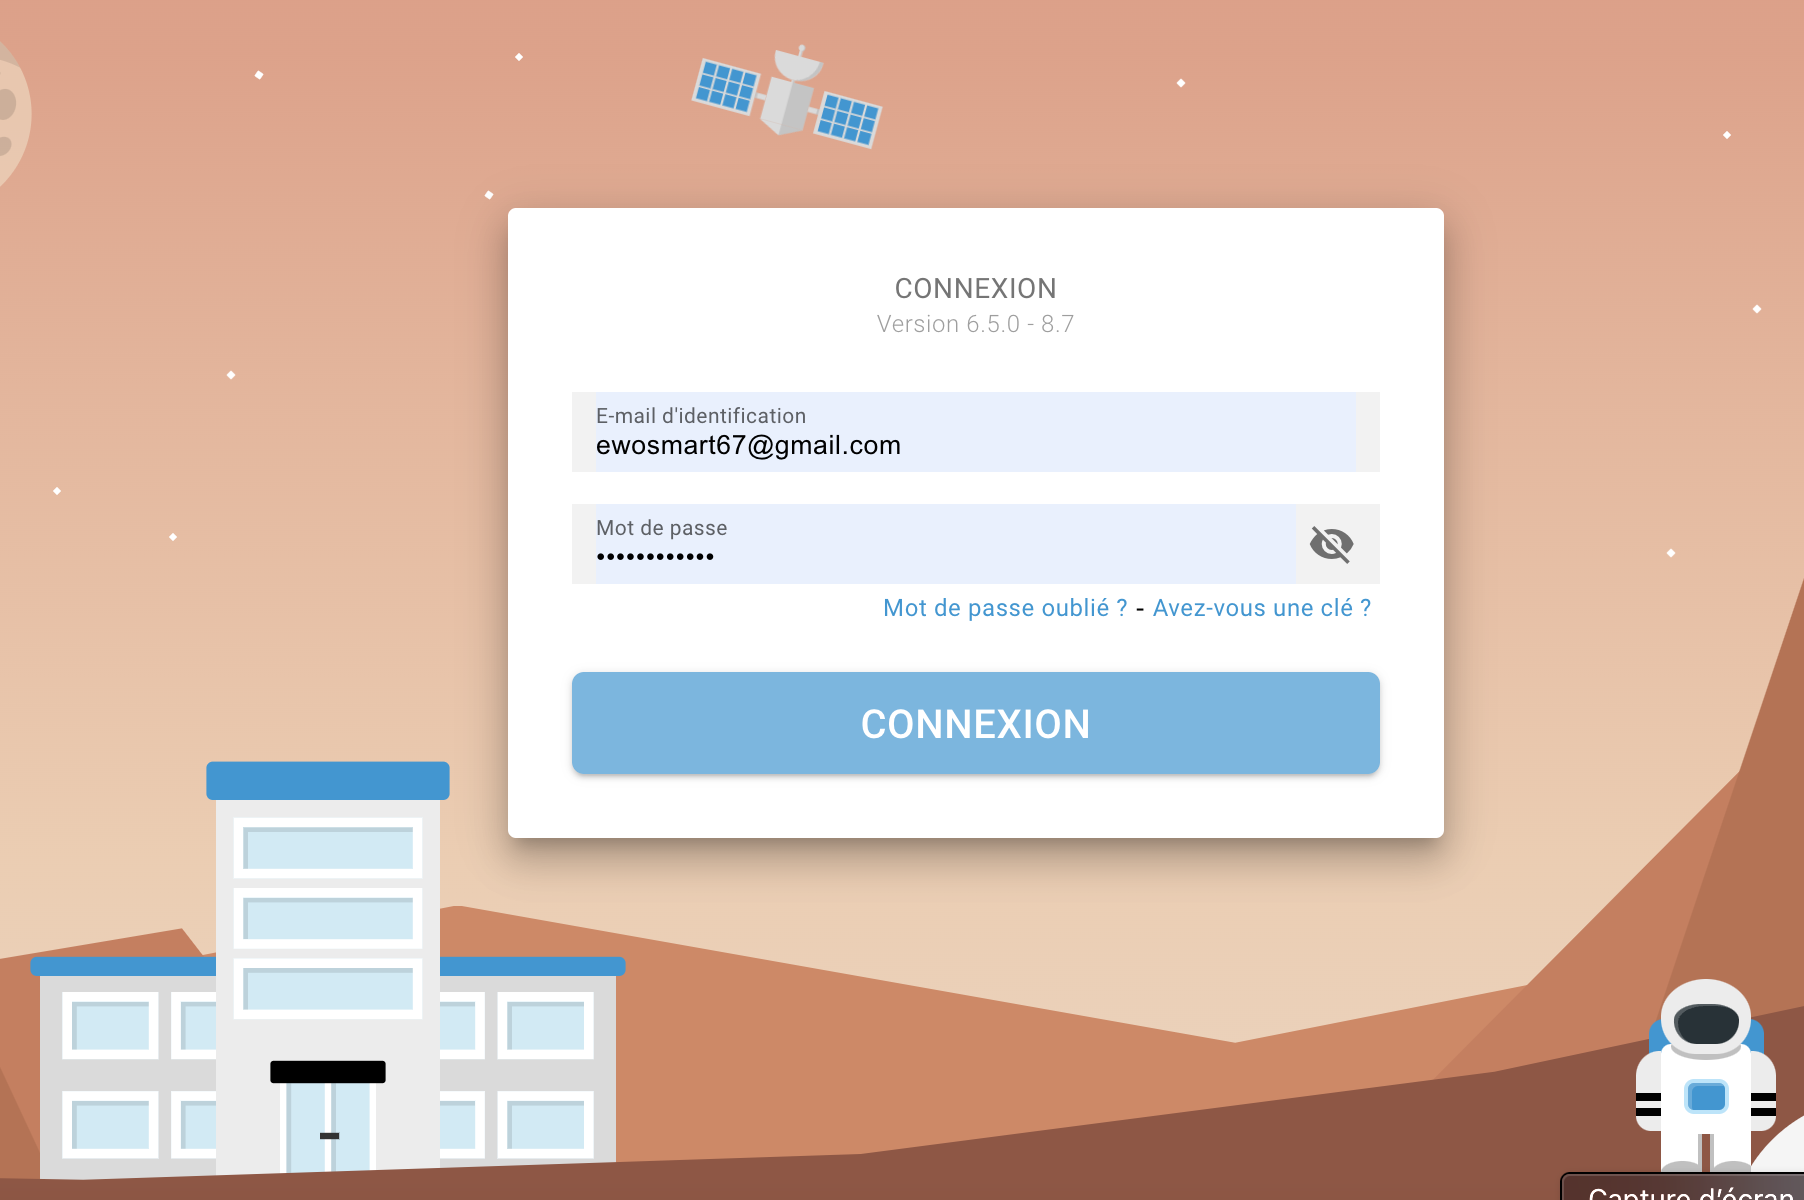 CONNEXION
Version 6.5.0 - 8.7
E-mail d'identification
ewosmart67@gmail.com
Mot de passe
••••••••••••
Mot de passe oublié ? - Avez-vous une clé ?
CONNEXION
Capture d'écran